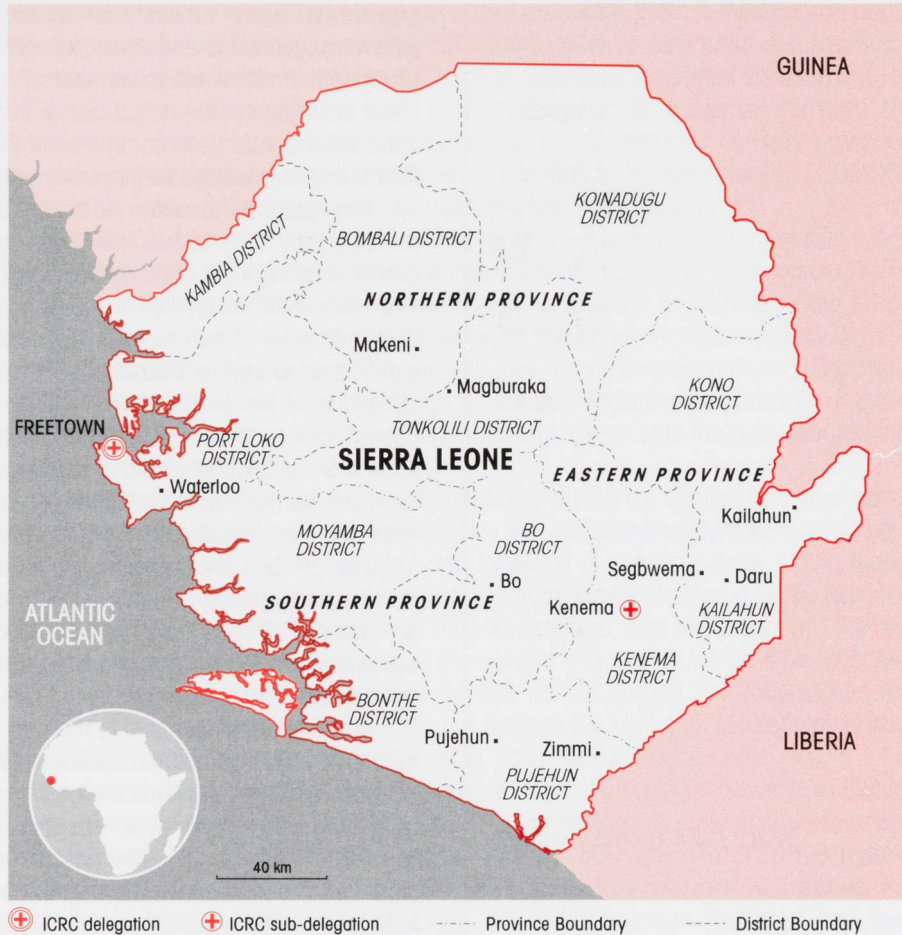 GUINEA
KOINADUGU
DISTRICT
KAMBIA DISTRICT
BOMBALI DISTRICT
NORTHERN PROVINCE
Makeni
Magburaka
KONO
DISTRICT
FREETOWN
PORT LOKO
DISTRICT
TONKOLILI DISTRICT
SIERRA LEONE
EASTERN PROVINCE
Waterloo
Kailahun
MOYAMBA
DISTRICT
BO
DISTRICT
Segbwema
Daru
Bo
SOUTHERN PROVINCE
Kenema
KAILAHUN
DISTRICT
ATLANTIC
OCEAN
KENEMA
DISTRICT
BONTHE
DISTRICT
Pujehun
Zimmi
LIBERIA
PUJEHUN
DISTRICT
40 km
ICRC delegation
ICRC sub-delegation
Province Boundary
District Boundary